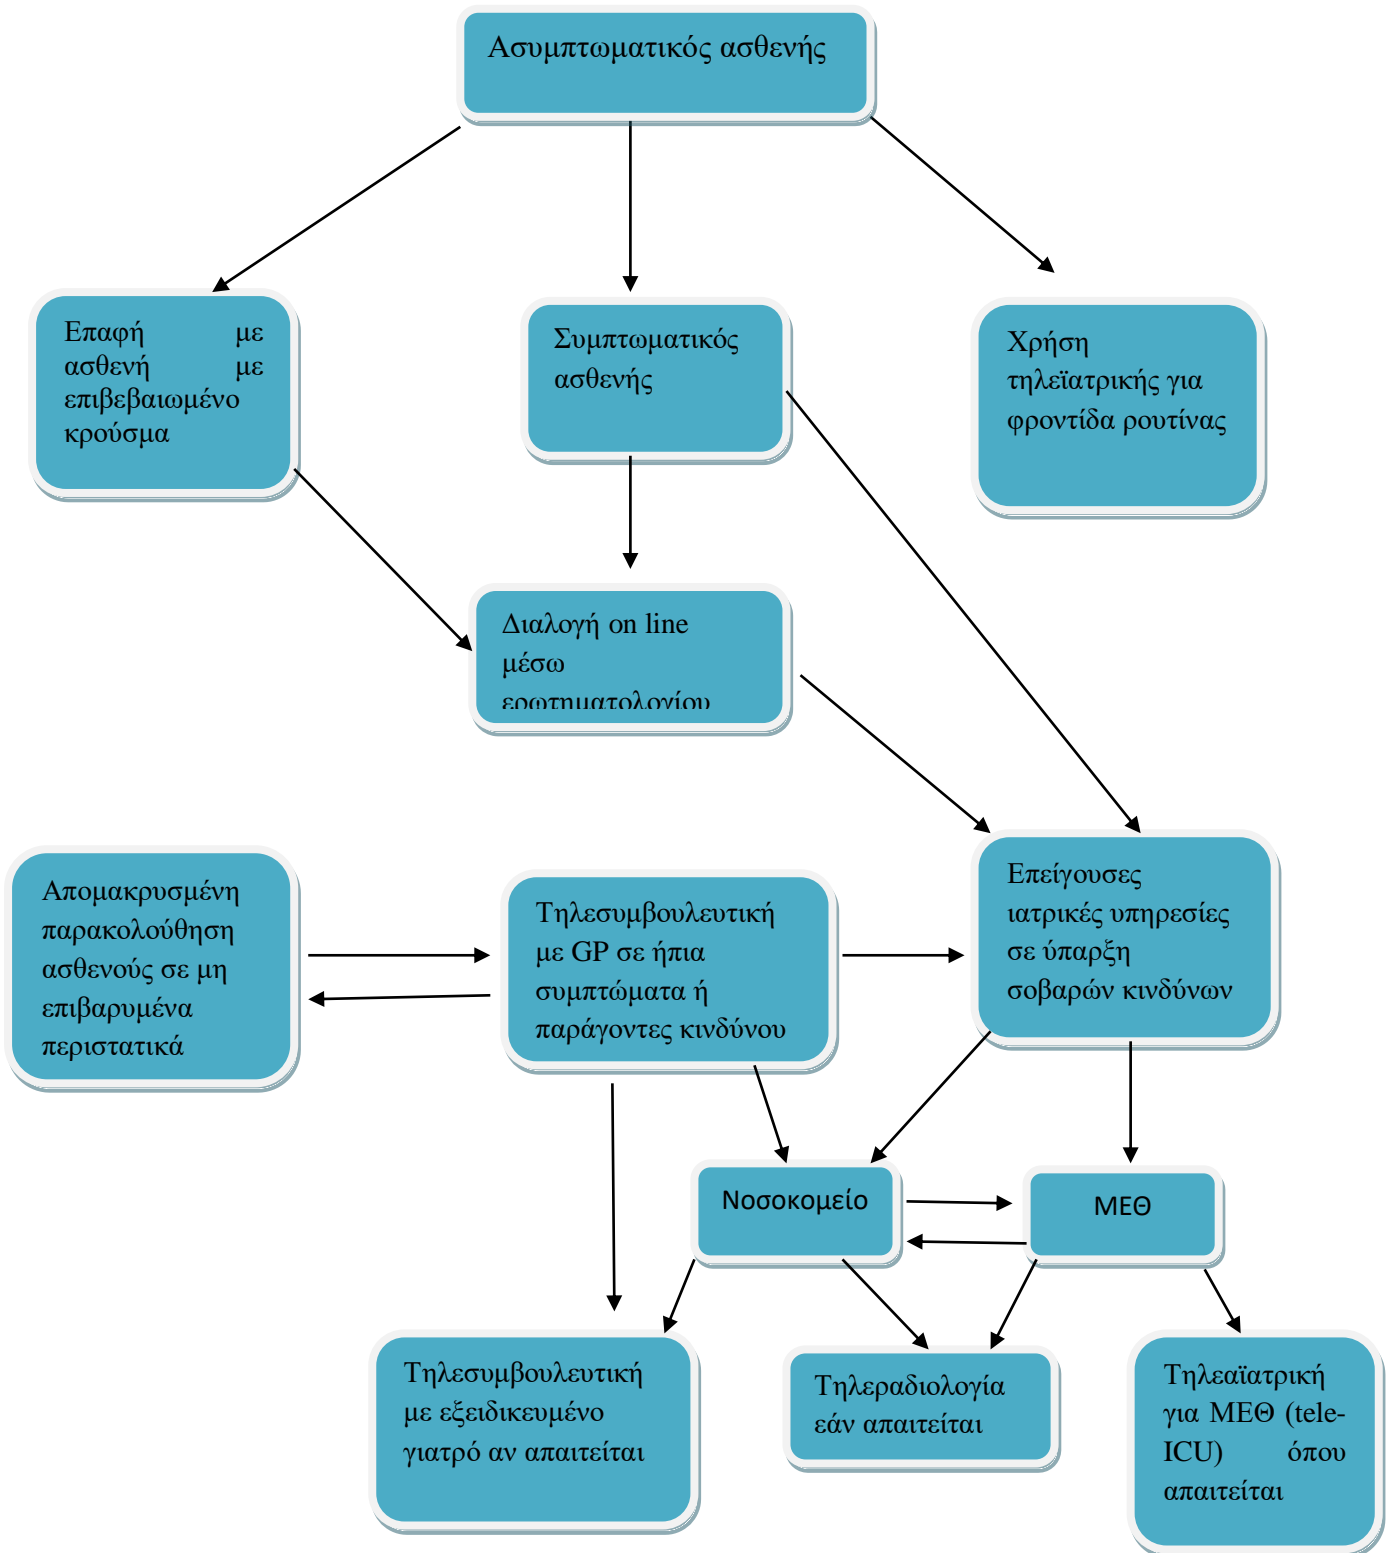 Ασυμπτωματικός ασθενής
Επαφή με
ασθενή με
επιβεβαιωμένο
κρούσμα
Συμπτωματικός
ασθενής
Χρήση
τηλεϊατρικής για
φροντίδα ρουτίνας
Διαλογή on line
μέσω
ερωτηματολογίου
Απομακρυσμένη
παρακολούθηση
ασθενούς σε μη
επιβαρυμένα
περιστατικά
Τηλεσυμβουλευτική
με GP σε ήπια
συμπτώματα ή
παράγοντες κινδύνου
Επείγουσες
ιατρικές υπηρεσίες
σε ύπαρξη
σοβαρών κινδύνων
Νοσοκομείο
ΜΕΘ
Τηλεσυμβουλευτική
με εξειδικευμένο
γιατρό αν απαιτείται
Τηλεραδιολογία
εάν απαιτείται
Τηλεαϊατρική
για ΜΕΘ (tele-
ICU) όπου
απαιτείται